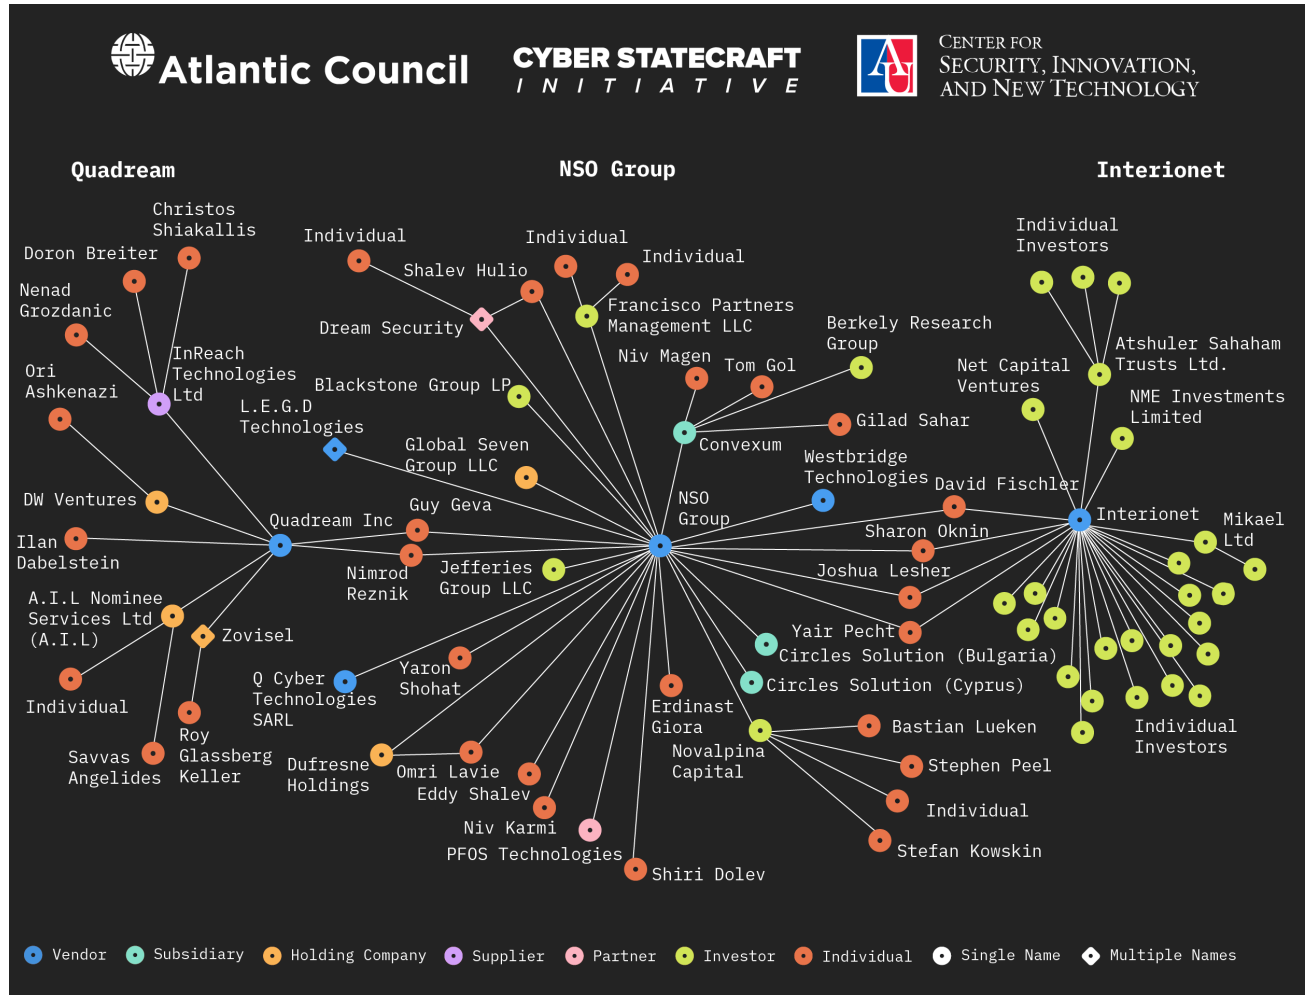 Atlantic Council
CYBER STATECRAFT
INITIATIVE
AU
CENTER FOR
SECURITY, INNOVATION,
AND NEW TECHNOLOGY
Quadream
NSO Group
Interionet
Christos
Shiakallis
Doron Breiter
Nenad
Grozdanic
Ori
Ashkenazi
InReach
Technologies
Ltd
L.E.G.D
Technologies
DW Ventures
Quadream Inc
Ilan
Dabelstein
A.I.L Nominee
Services Ltd
(A.I.L)
Zovisel
Individual
Savvas
Angelides
Roy
Glassberg
Keller
Individual
Shalev Hulio
Dream Security
Individual
Individual
Francisco Partners
Management LLC
Blackstone Group LP
Global Seven
Group LLC
Guy Geva
Nimrod
Reznik
Jefferies
Group LLC
Niv Magen
Tom Gol
Berkely Research
Group
Gilad Sahar
Convexum
Westbridge
Technologies
NSO
Group
David Fischler
Sharon Oknin
Joshua Lesher
Yair Pecht
Circles Solution (Bulgaria)
Circles Solution (Cyprus)
Q Cyber
Technologies
SARL
Yaron
Shohat
Dufresne
Holdings
Omri Lavie
Eddy Shalev
Niv Karmi
PFOS Technologies
Shiri Dolev
Erdinast
Giora
Novalpina
Capital
Bastian Lueken
Stephen Peel
Individual
Stefan Kowskin
Individual
Investors
Atshuler Sahaham
Trusts Ltd.
Net Capital
Ventures
NME Investments
Limited
Interionet
Mikael
Ltd
Individual
Investors
Vendor
Subsidiary
Holding Company
Supplier
Partner
Investor
Individual
Single Name
Multiple Names